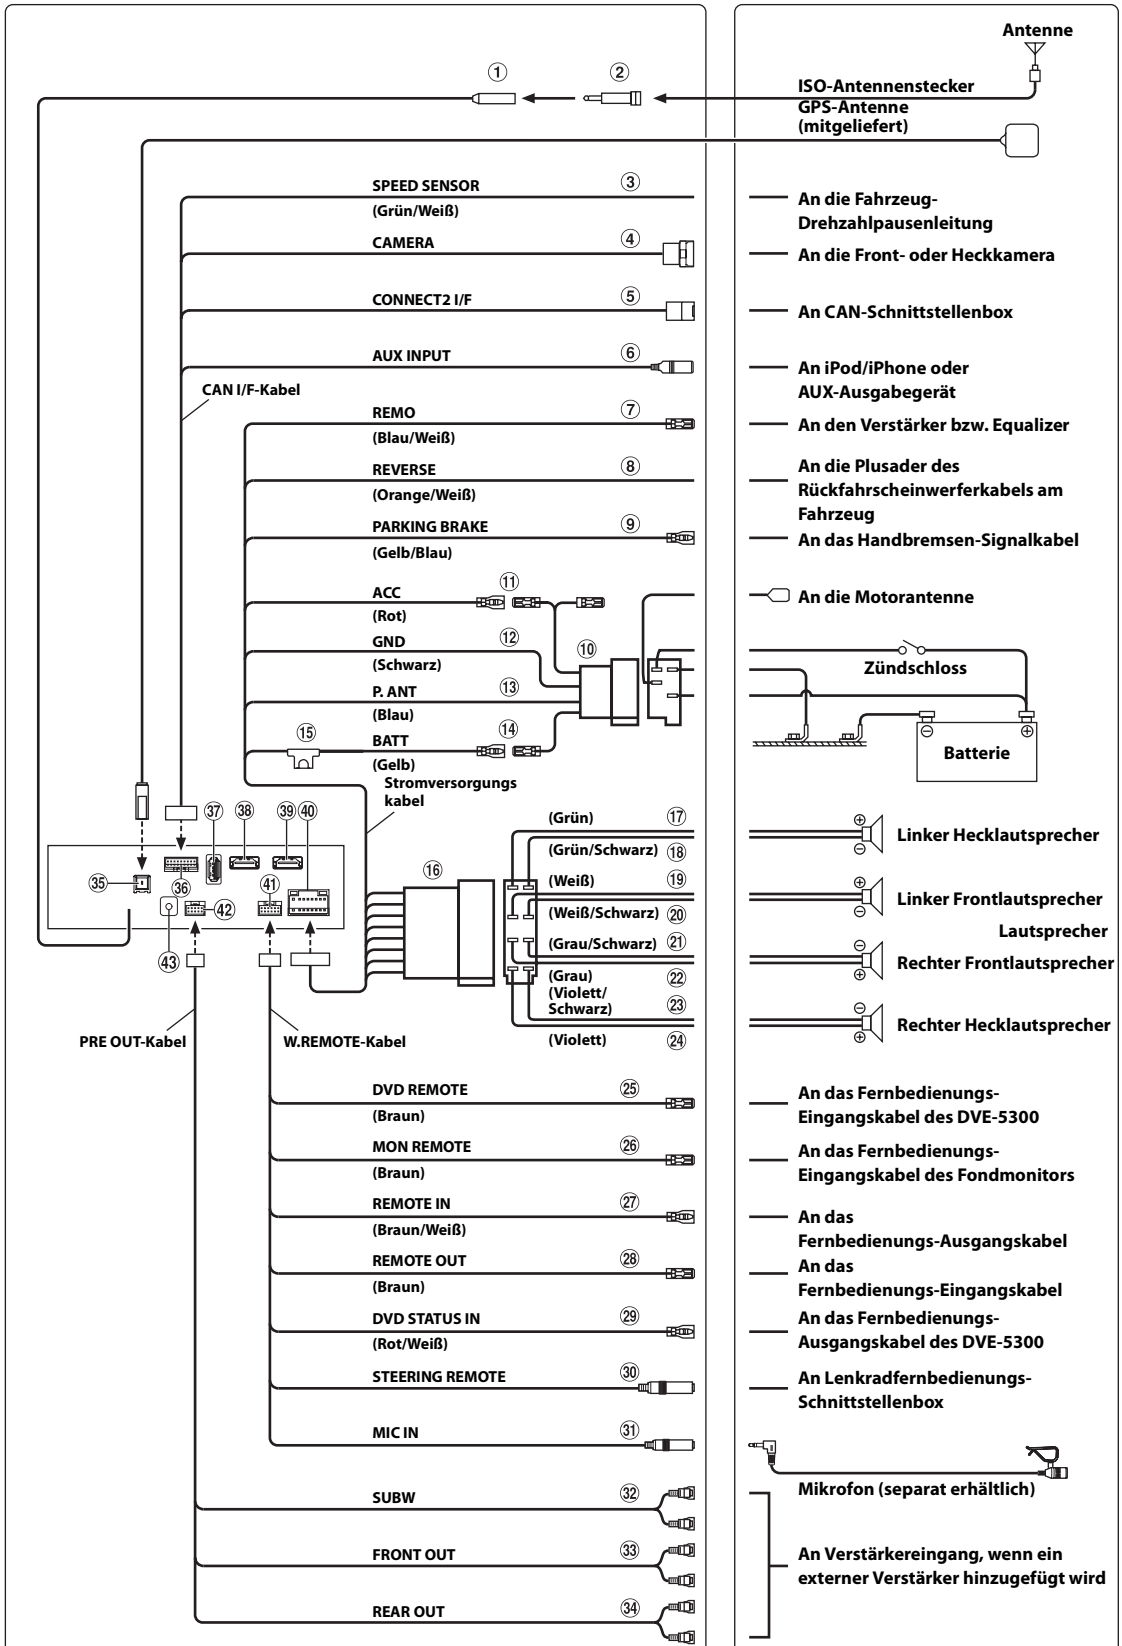 Antenne
① ②
ISO-Antennenstecker
GPS-Antenne
(mitgeliefert)
SPEED SENSOR ③
(Grün/Weiß)
An die Fahrzeug-
Drehzahlpausenleitung
CAMERA ④
An die Front- oder Heckkamera
CONNECT2 I/F ⑤
An CAN-Schnittstellenbox
AUX INPUT ⑥
An iPod/iPhone oder
AUX-Ausgabegerät
CAN I/F-Kabel
REMO ⑦
(Blau/Weiß)
An den Verstärker bzw. Equalizer
REVERSE ⑧
(Orange/Weiß)
An die Plusader des
Rückfahrscheinwerferkabels am
Fahrzeug
PARKING BRAKE ⑨
(Gelb/Blau)
An das Handbremsen-Signalkabel
ACC ⑪
(Rot)
An die Motorantenne
GND ⑫ ⑩
(Schwarz)
Zündschloss
P. ANT ⑬
(Blau)
⑮ BATT ⑭
(Gelb)
⊖ ⊕
Batterie
Stromversorgungs
kabel
㊲ ㊳ ㊴ ㊵
㉟ ㊱ ㊶ ㊷ ㊸
⑯
(Grün) ⑰
(Grün/Schwarz) ⑱
⊕
⊖
Linker Hecklautsprecher
(Weiß) ⑲
(Weiß/Schwarz) ⑳
⊕
⊖
Linker Frontlautsprecher
Lautsprecher
(Grau/Schwarz) ㉑
(Grau) ㉒
⊖
⊕
Rechter Frontlautsprecher
(Violett/
Schwarz) ㉓
(Violett) ㉔
⊖
⊕
Rechter Hecklautsprecher
PRE OUT-Kabel
W.REMOTE-Kabel
DVD REMOTE ㉕
(Braun)
An das Fernbedienungs-
Eingangskabel des DVE-5300
MON REMOTE ㉖
(Braun)
An das Fernbedienungs-
Eingangskabel des Fondmonitors
REMOTE IN ㉗
(Braun/Weiß)
An das
Fernbedienungs-Ausgangskabel
REMOTE OUT ㉘
(Braun)
An das
Fernbedienungs-Eingangskabel
DVD STATUS IN ㉙
(Rot/Weiß)
An das Fernbedienungs-
Ausgangskabel des DVE-5300
STEERING REMOTE ㉚
An Lenkradfernbedienungs-
Schnittstellenbox
MIC IN ㉛
Mikrofon (separat erhältlich)
SUBW ㉜
FRONT OUT ㉝
An Verstärkereingang, wenn ein
externer Verstärker hinzugefügt wird
REAR OUT ㉞